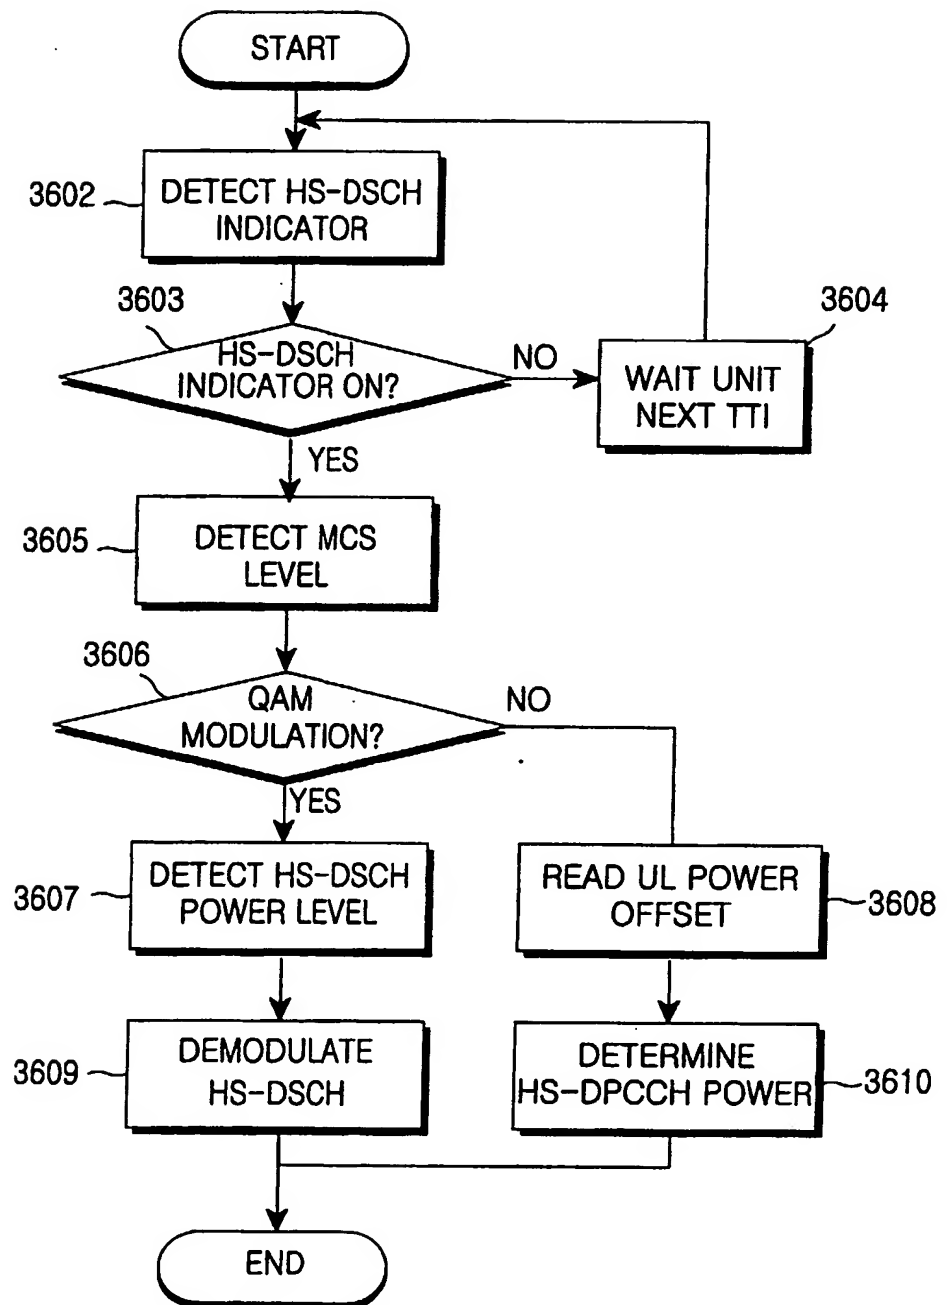 START
3602
DETECT HS-DSCH
INDICATOR
3603
HS-DSCH
INDICATOR ON?
NO
3604
WAIT UNIT
NEXT TTI
YES
3605
DETECT MCS
LEVEL
3606
QAM
MODULATION?
NO
YES
3607
DETECT HS-DSCH
POWER LEVEL
READ UL POWER
OFFSET
3608
3609
DEMODULATE
HS-DSCH
DETERMINE
HS-DPCCH POWER
3610
END